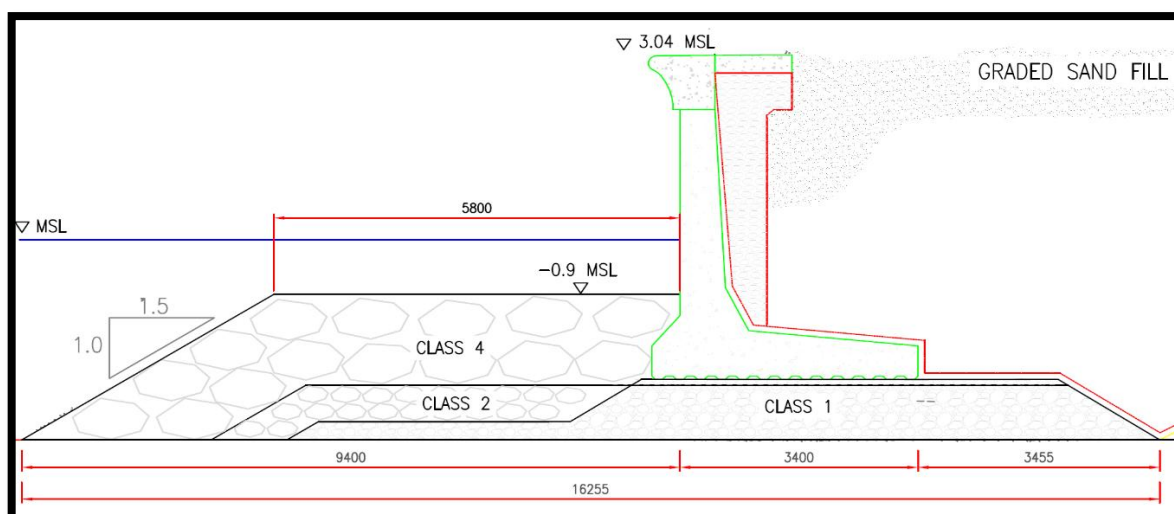 3.04 MSL
GRADED SAND FILL
5800
MSL
-0.9 MSL
1.5
1.0
CLASS 4
CLASS 2
CLASS 1
9400
3400
3455
16255